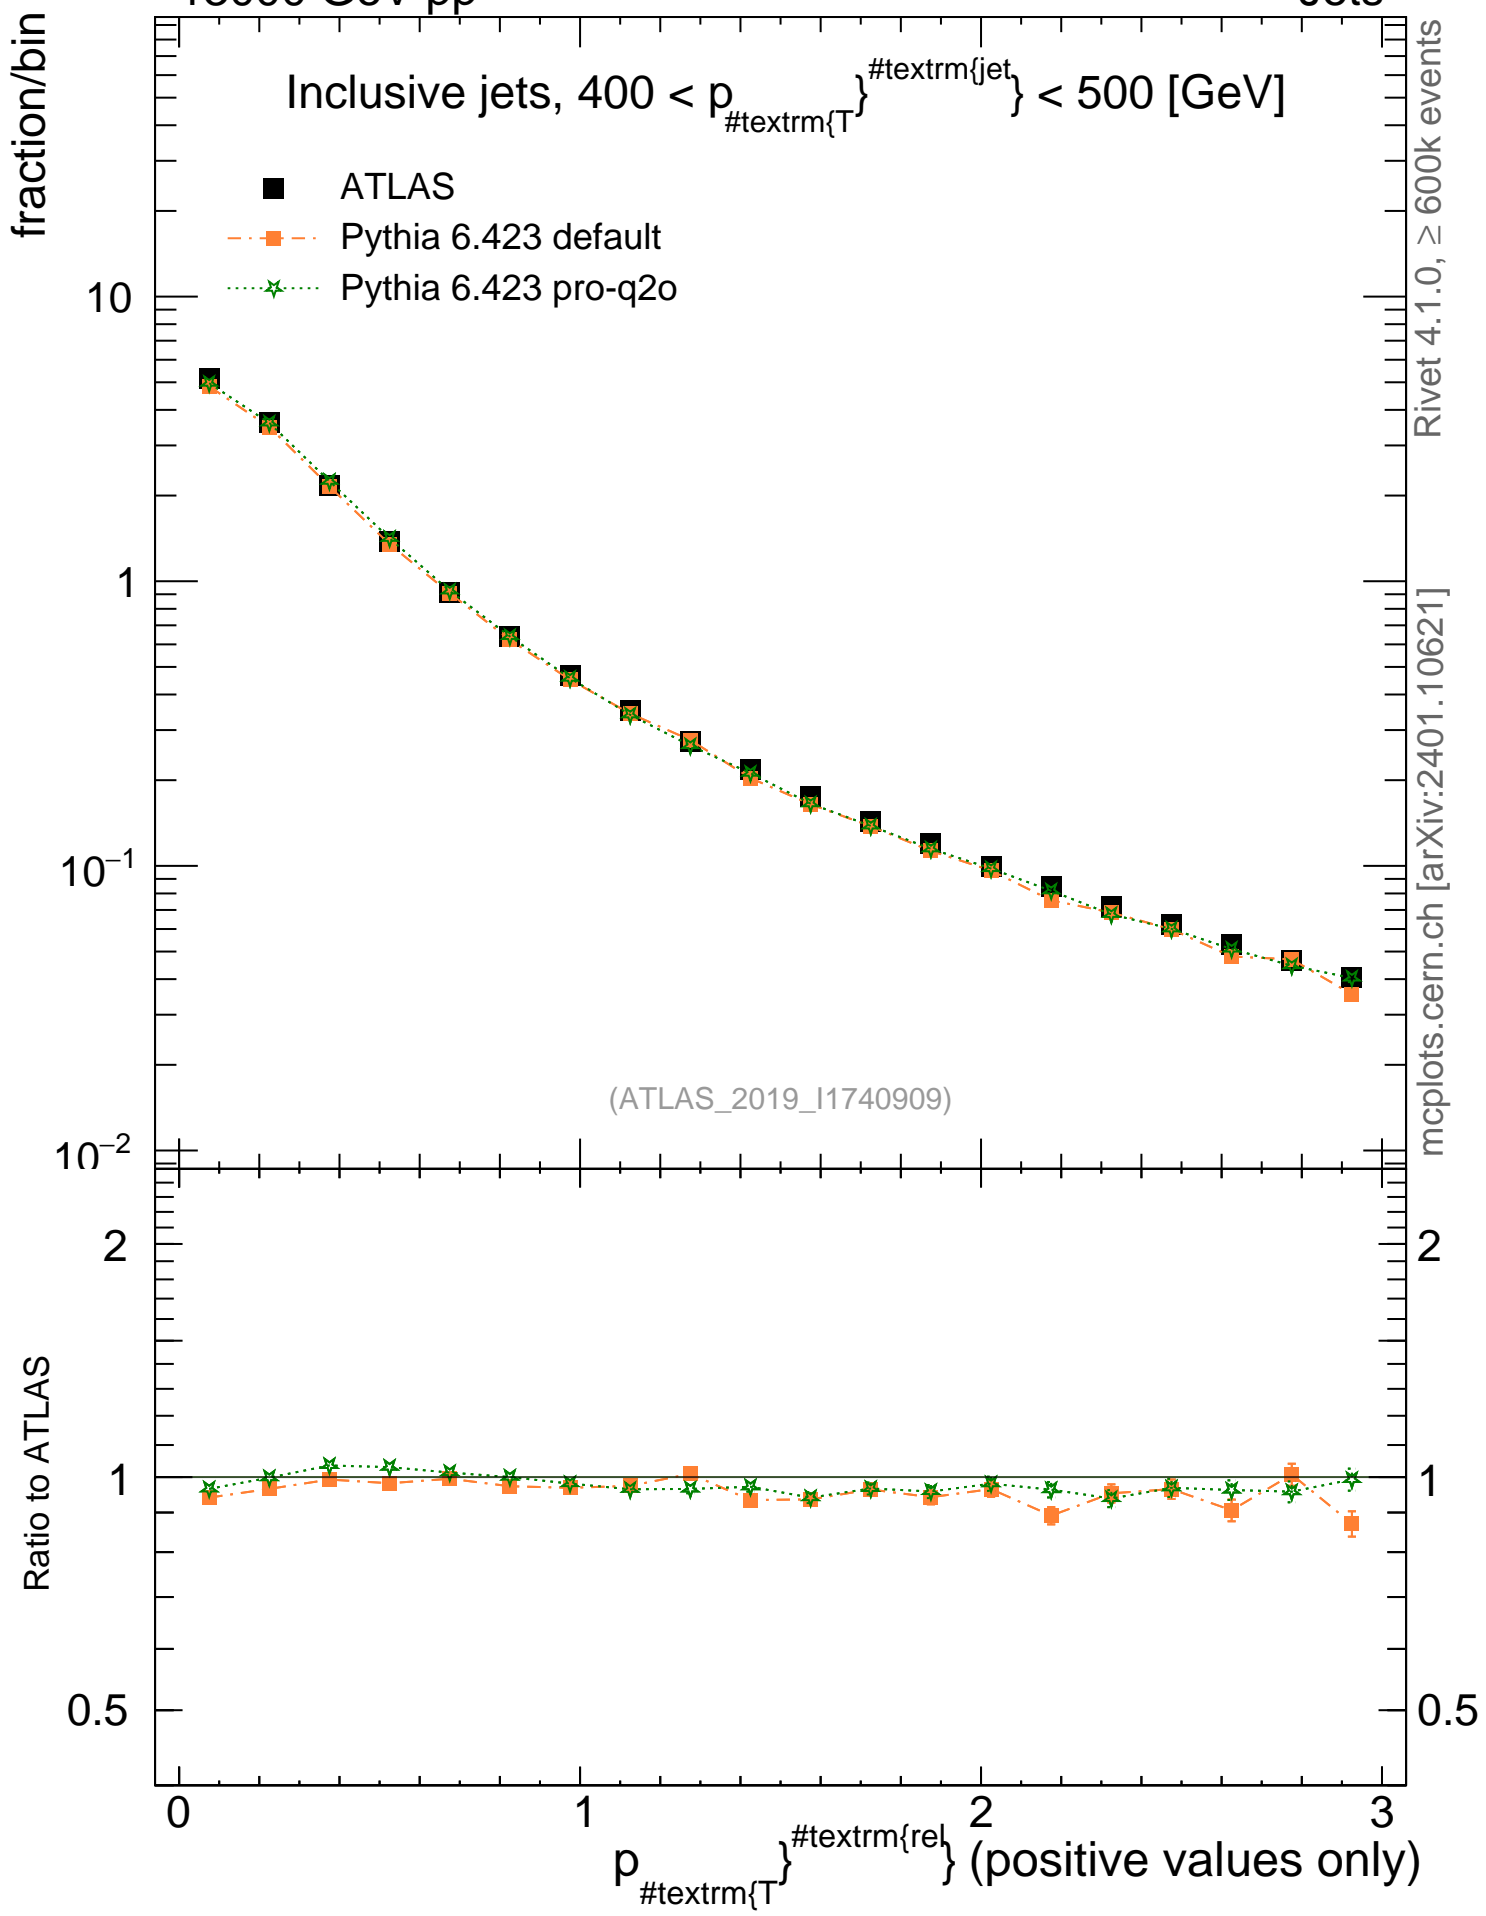 fraction/bin
Inclusive jets, 400 < p_#textrm{T}^#textrm{jet} < 500 [GeV]
ATLAS
Pythia 6.423 default
Pythia 6.423 pro-q2o
10
1
10^−1
10^−2
(ATLAS_2019_I1740909)
Rivet 4.1.0, ≥ 600k events
mcplots.cern.ch [arXiv:2401.10621]
Ratio to ATLAS
2
1
0.5
2
1
0.5
0 1 2 3
p_#textrm{T}^#textrm{rel} (positive values only)